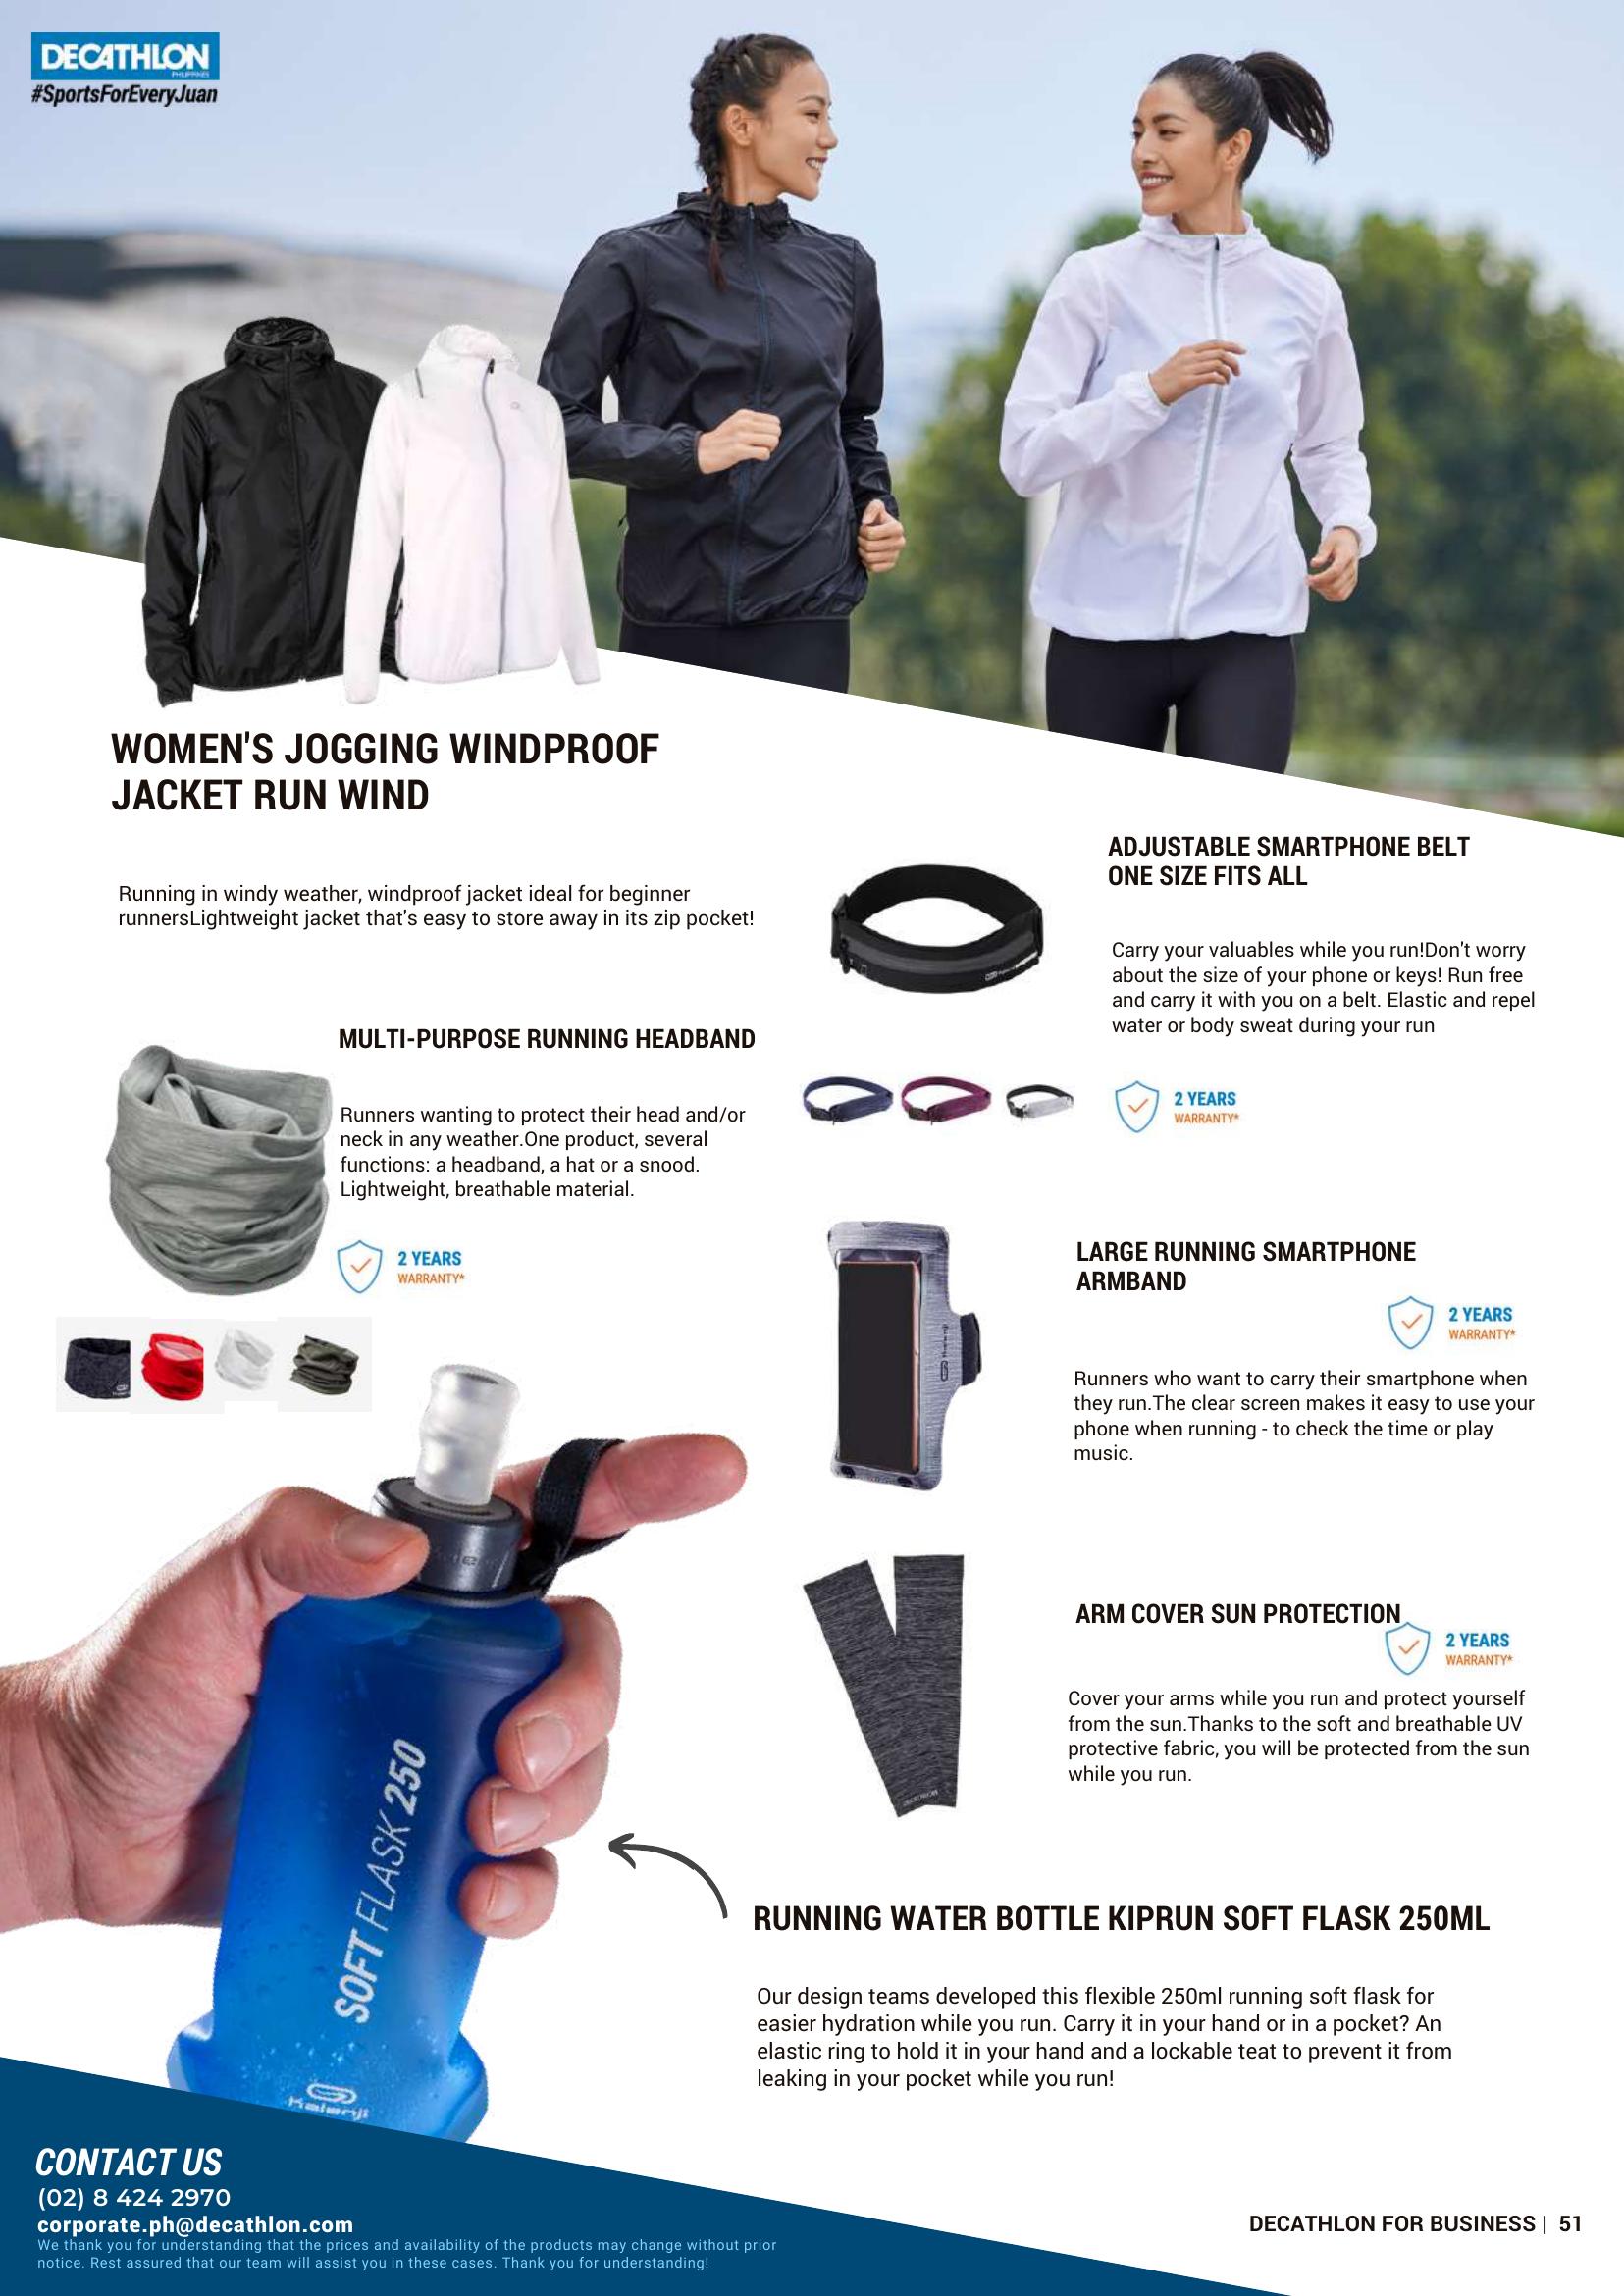 DECATHLON
PHILIPPINES
#SportsForEveryJuan
WOMEN'S JOGGING WINDPROOF
JACKET RUN WIND
Running in windy weather, windproof jacket ideal for beginner
runnersLightweight jacket that's easy to store away in its zip pocket!
ADJUSTABLE SMARTPHONE BELT
ONE SIZE FITS ALL
Carry your valuables while you run!Don't worry
about the size of your phone or keys! Run free
and carry it with you on a belt. Elastic and repel
water or body sweat during your run
2 YEARS
WARRANTY*
MULTI-PURPOSE RUNNING HEADBAND
Runners wanting to protect their head and/or
neck in any weather.One product, several
functions: a headband, a hat or a snood.
Lightweight, breathable material.
2 YEARS
WARRANTY*
LARGE RUNNING SMARTPHONE
ARMBAND
2 YEARS
WARRANTY*
Runners who want to carry their smartphone when
they run.The clear screen makes it easy to use your
phone when running - to check the time or play
music.
ARM COVER SUN PROTECTION
2 YEARS
WARRANTY*
Cover your arms while you run and protect yourself
from the sun.Thanks to the soft and breathable UV
protective fabric, you will be protected from the sun
while you run.
SOFT FLASK 250
Kalenji
RUNNING WATER BOTTLE KIPRUN SOFT FLASK 250ML
Our design teams developed this flexible 250ml running soft flask for
easier hydration while you run. Carry it in your hand or in a pocket? An
elastic ring to hold it in your hand and a lockable teat to prevent it from
leaking in your pocket while you run!
CONTACT US
(02) 8 424 2970
corporate.ph@decathlon.com
We thank you for understanding that the prices and availability of the products may change without prior
notice. Rest assured that our team will assist you in these cases. Thank you for understanding!
DECATHLON FOR BUSINESS | 51